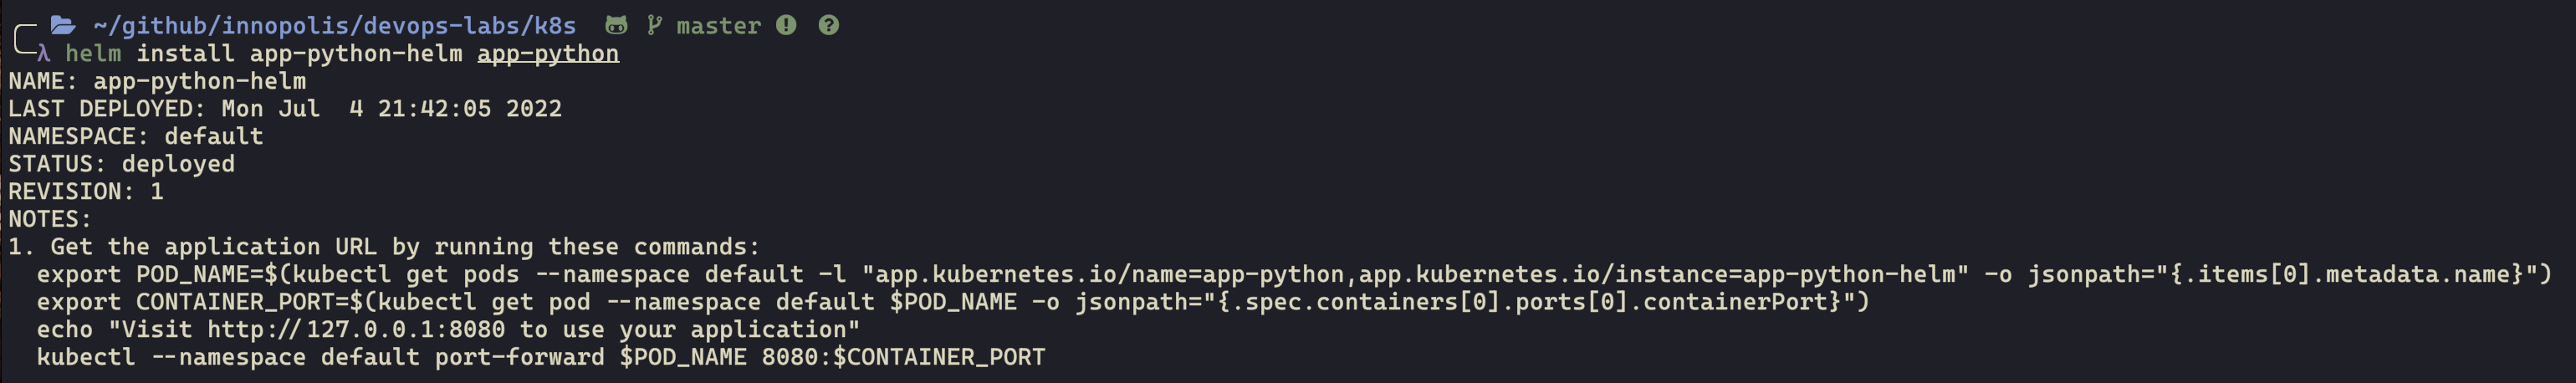 ~/github/innopolis/devops-labs/k8s master ! ?
λ helm install app-python-helm app-python
NAME: app-python-helm
LAST DEPLOYED: Mon Jul  4 21:42:05 2022
NAMESPACE: default
STATUS: deployed
REVISION: 1
NOTES:
1. Get the application URL by running these commands:
  export POD_NAME=$(kubectl get pods --namespace default -l "app.kubernetes.io/name=app-python,app.kubernetes.io/instance=app-python-helm" -o jsonpath="{.items[0].metadata.name}")
  export CONTAINER_PORT=$(kubectl get pod --namespace default $POD_NAME -o jsonpath="{.spec.containers[0].ports[0].containerPort}")
  echo "Visit http://127.0.0.1:8080 to use your application"
  kubectl --namespace default port-forward $POD_NAME 8080:$CONTAINER_PORT